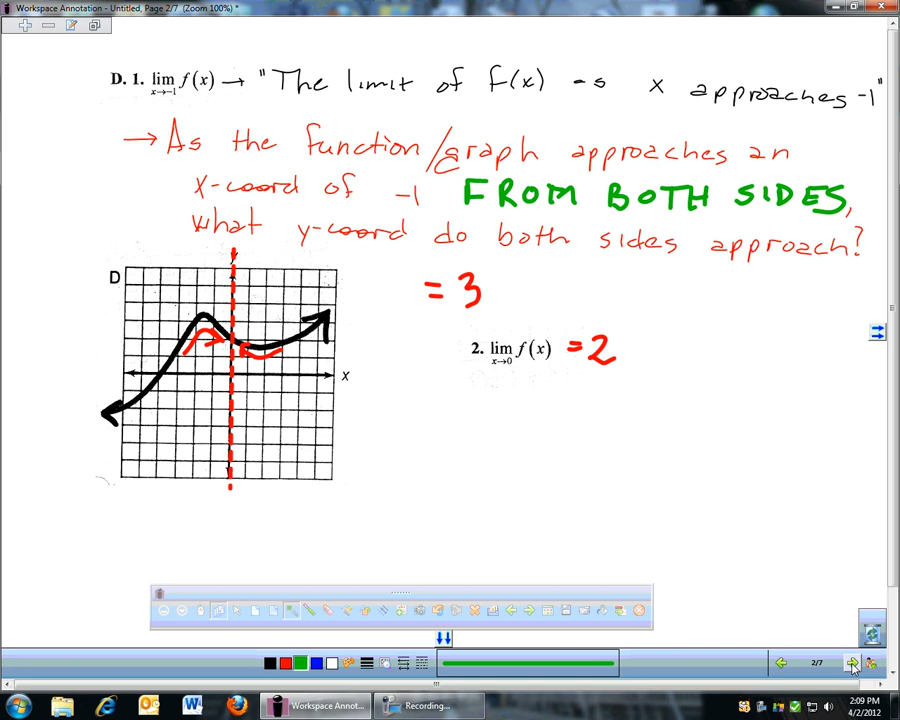 Workspace Annotation - Untitled, Page 2/7 (Zoom 100%) *
D. 1. lim f(x) → "The limit of f(x) as x approaches -1"
x→-1
→ As the function/graph approaches an
x-coord of -1 FROM BOTH SIDES,
what y-coord do both sides approach?
= 3
y
D
2. lim f(x) = 2
x→0
x
2/7
Workspace Annot...
Recording...
2:09 PM
4/2/2012